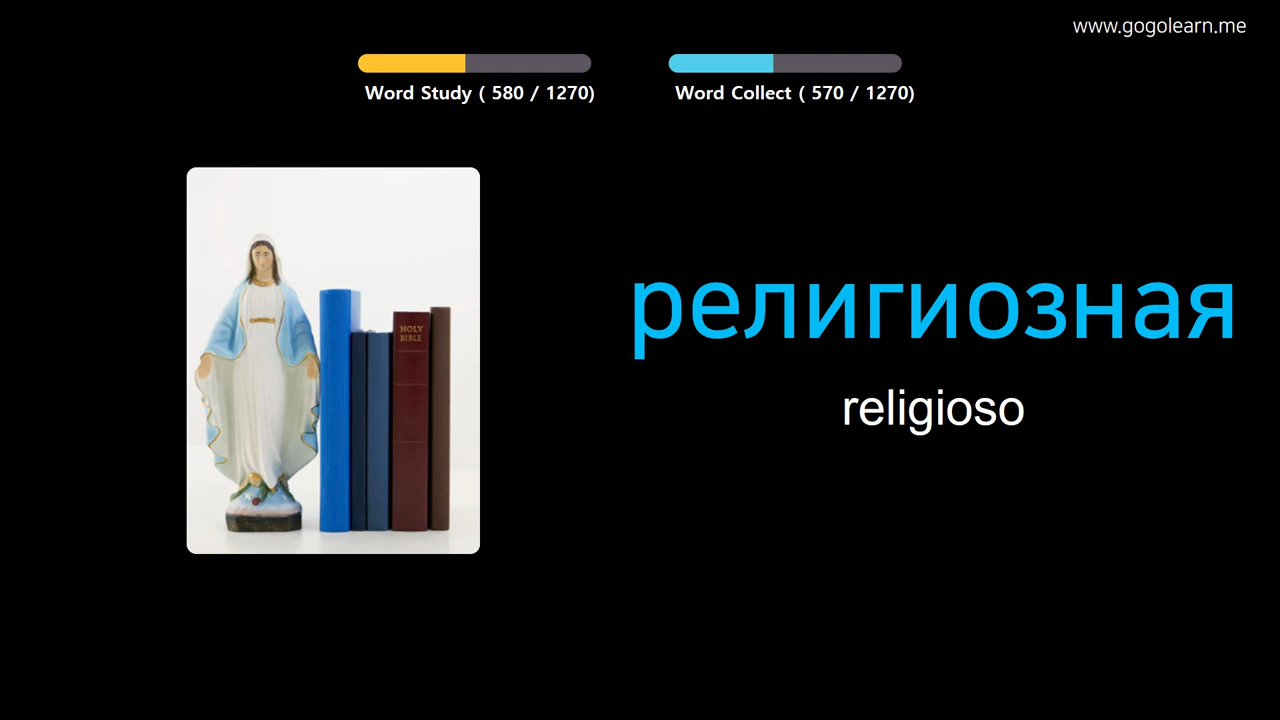 www.gogolearn.me
Word Study ( 580 / 1270)
Word Collect ( 570 / 1270)
HOLY
BIBLE
религиозная
religioso